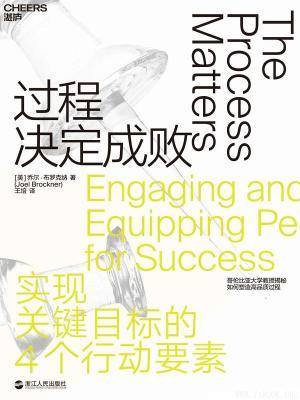 CHEERS
湛庐
The
Process
Matters
过程
决定成败
[美]乔尔·布罗克纳 著
(Joel Brockner)
王培 译
Engaging and
Equipping Pe
for Success
哥伦比亚大学教授揭秘
如何塑造高品质过程
实现
关键目标的
4个行动要素
浙江人民出版社